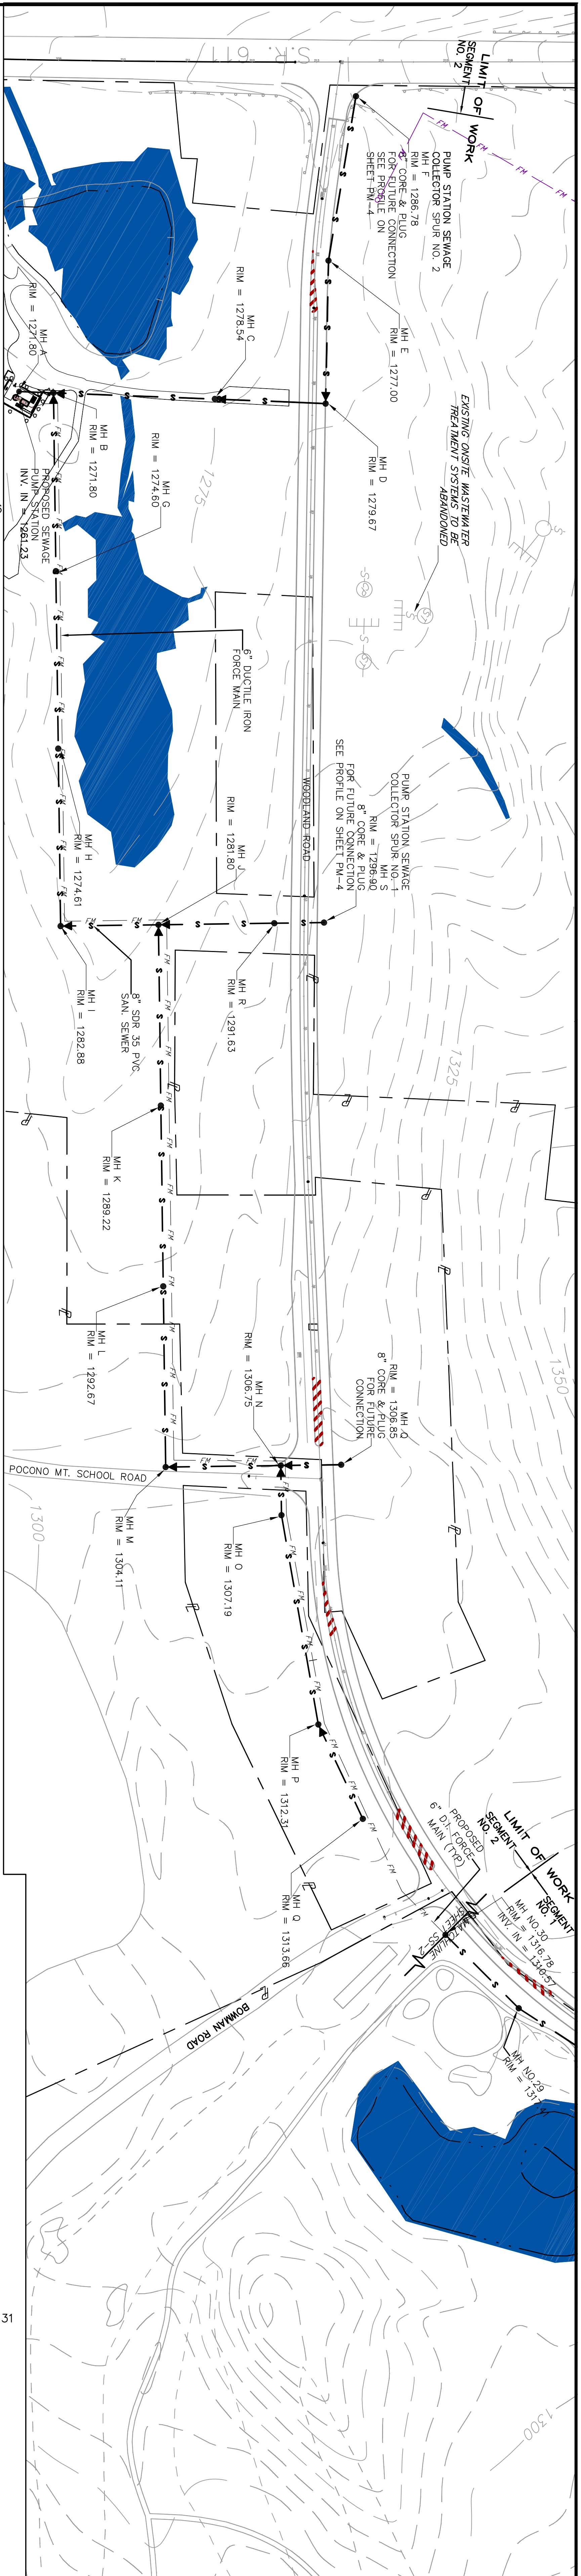 S.R. 611
LIMIT OF WORK
SEGMENT
NO. 2
PUMP STATION SEWAGE
COLLECTOR SPUR NO. 2
MH F
RIM = 1286.78
8" CORE & PLUG
FOR FUTURE CONNECTION
SEE PROFILE ON
SHEET PM-4
MH E
RIM = 1277.00
MH D
RIM = 1279.67
EXISTING ONSITE WASTEWATER
TREATMENT SYSTEMS TO BE
ABANDONED
MH C
RIM = 1278.54
MH A
RIM = 1271.80
MH B
RIM = 1271.80
PROPOSED SEWAGE
PUMP STATION
INV. IN = 1261.23
MH G
RIM = 1274.60
1275
6" DUCTILE IRON
FORCE MAIN
MH H
RIM = 1274.61
WOODLAND ROAD
PUMP STATION SEWAGE
COLLECTOR SPUR NO. 1
MH S
RIM = 1296.90
8" CORE & PLUG
FOR FUTURE CONNECTION
SEE PROFILE ON SHEET PM-4
MH J
RIM = 1281.80
MH R
RIM = 1291.63
MH I
RIM = 1282.88
8" SDR 35 PVC
SAN. SEWER
1325
MH K
RIM = 1289.22
MH L
RIM = 1292.67
MH N
RIM = 1306.75
MH Q
RIM = 1306.85
8" CORE & PLUG
FOR FUTURE
CONNECTION
1350
POCONO MT. SCHOOL ROAD
1300
MH M
RIM = 1304.11
MH O
RIM = 1307.19
MH P
RIM = 1312.31
MH Q
RIM = 1313.66
PROPOSED
6" D.I. FORCE
MAIN (TYP)
LIMIT OF WORK
SEGMENT
NO. 2
SEGMENT
NO. 1
MH NO.30
RIM = 1316.78
INV. IN = 1310.57
MATCHLINE
SHEET SS-2
MH NO.29
BOWMAN ROAD
1300
31